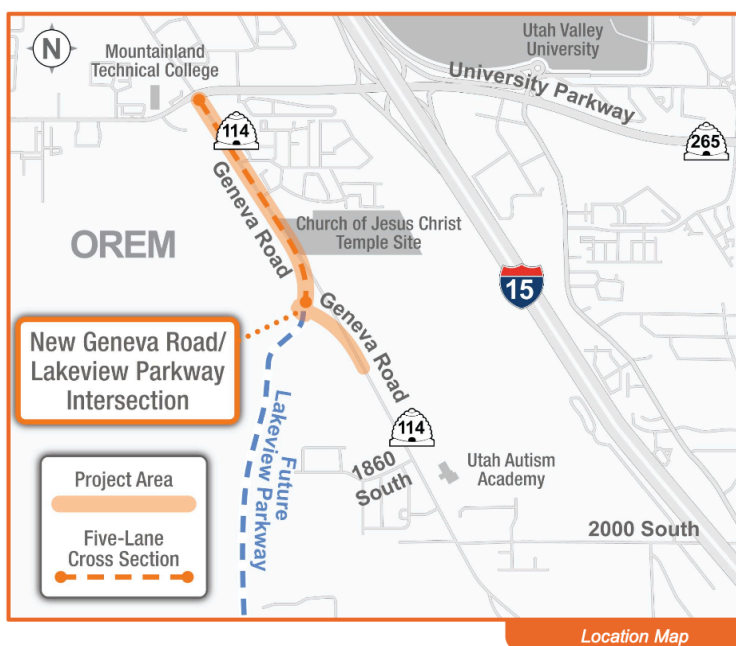 N
Mountainland
Technical College
Utah Valley
University
University Parkway
114
265
Geneva Road
Church of Jesus Christ
Temple Site
OREM
15
Geneva Road
New Geneva Road/
Lakeview Parkway
Intersection
Future
Lakeview Parkway
114
1860
South
Utah Autism
Academy
2000 South
Project Area
Five-Lane
Cross Section
Location Map